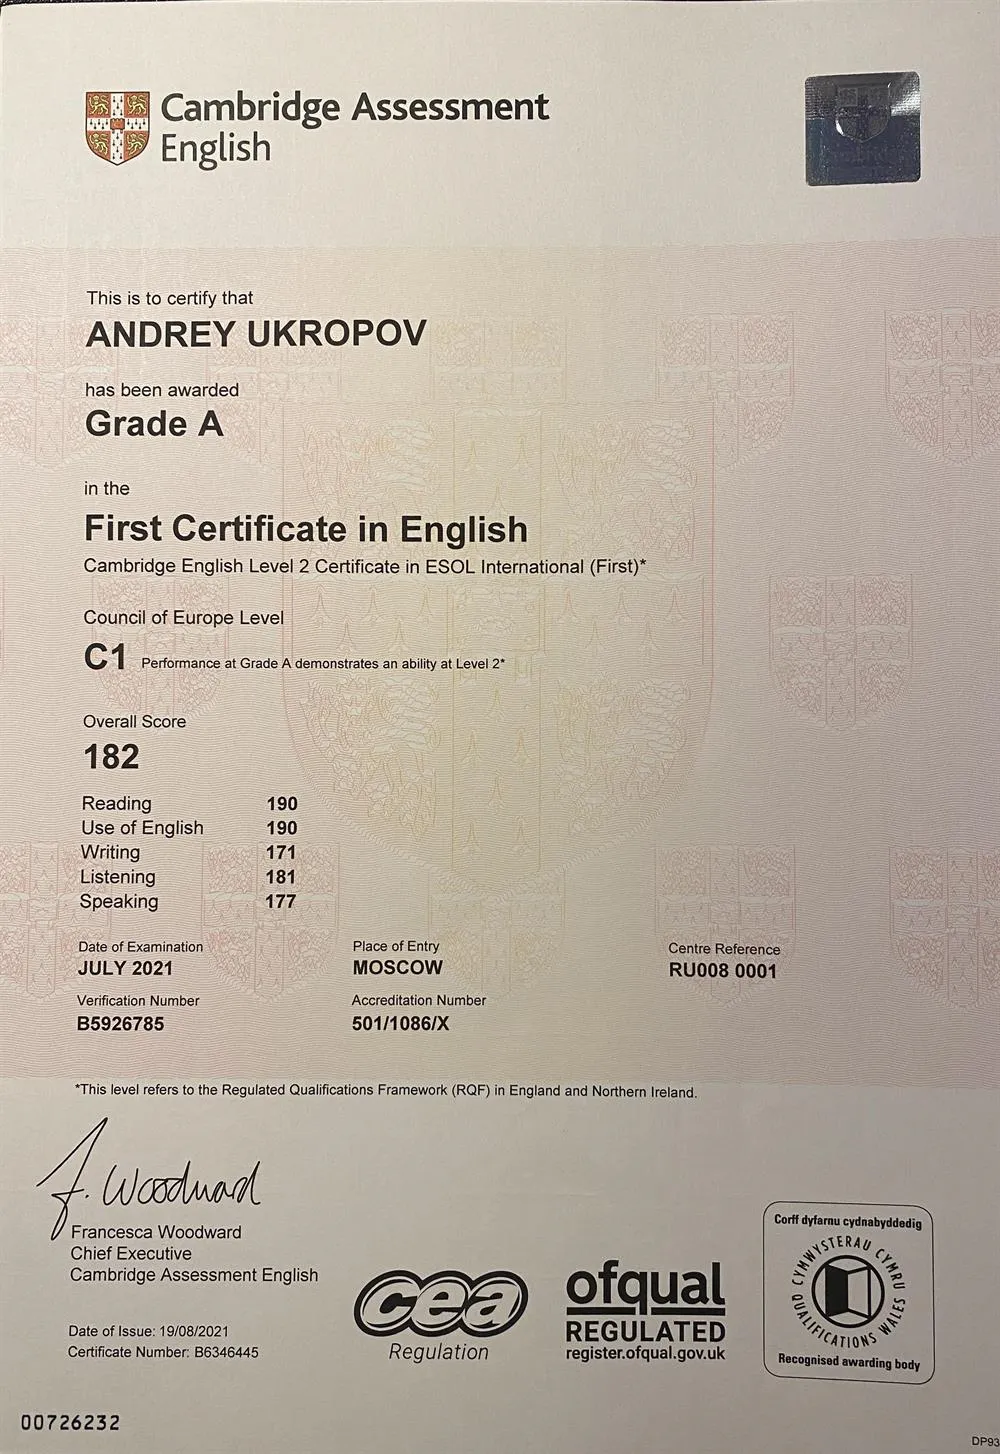 Cambridge Assessment
English
This is to certify that
ANDREY UKROPOV
has been awarded
Grade A
in the
First Certificate in English
Cambridge English Level 2 Certificate in ESOL International (First)*
Council of Europe Level
C1 Performance at Grade A demonstrates an ability at Level 2*
Overall Score
182
Reading 190
Use of English 190
Writing 171
Listening 181
Speaking 177
Date of Examination Place of Entry Centre Reference
JULY 2021 MOSCOW RU008 0001
Verification Number Accreditation Number
B5926785 501/1086/X
*This level refers to the Regulated Qualifications Framework (RQF) in England and Northern Ireland.
F. Woodward
Francesca Woodward
Chief Executive
Cambridge Assessment English
Date of Issue: 19/08/2021
Certificate Number: B6346445
cea
Regulation
ofqual
REGULATED
register.ofqual.gov.uk
Corff dyfarnu cydnabyddedig
CYMWYSTERAU CYMRU
QUALIFICATIONS WALES
Recognised awarding body
00726232
DP93